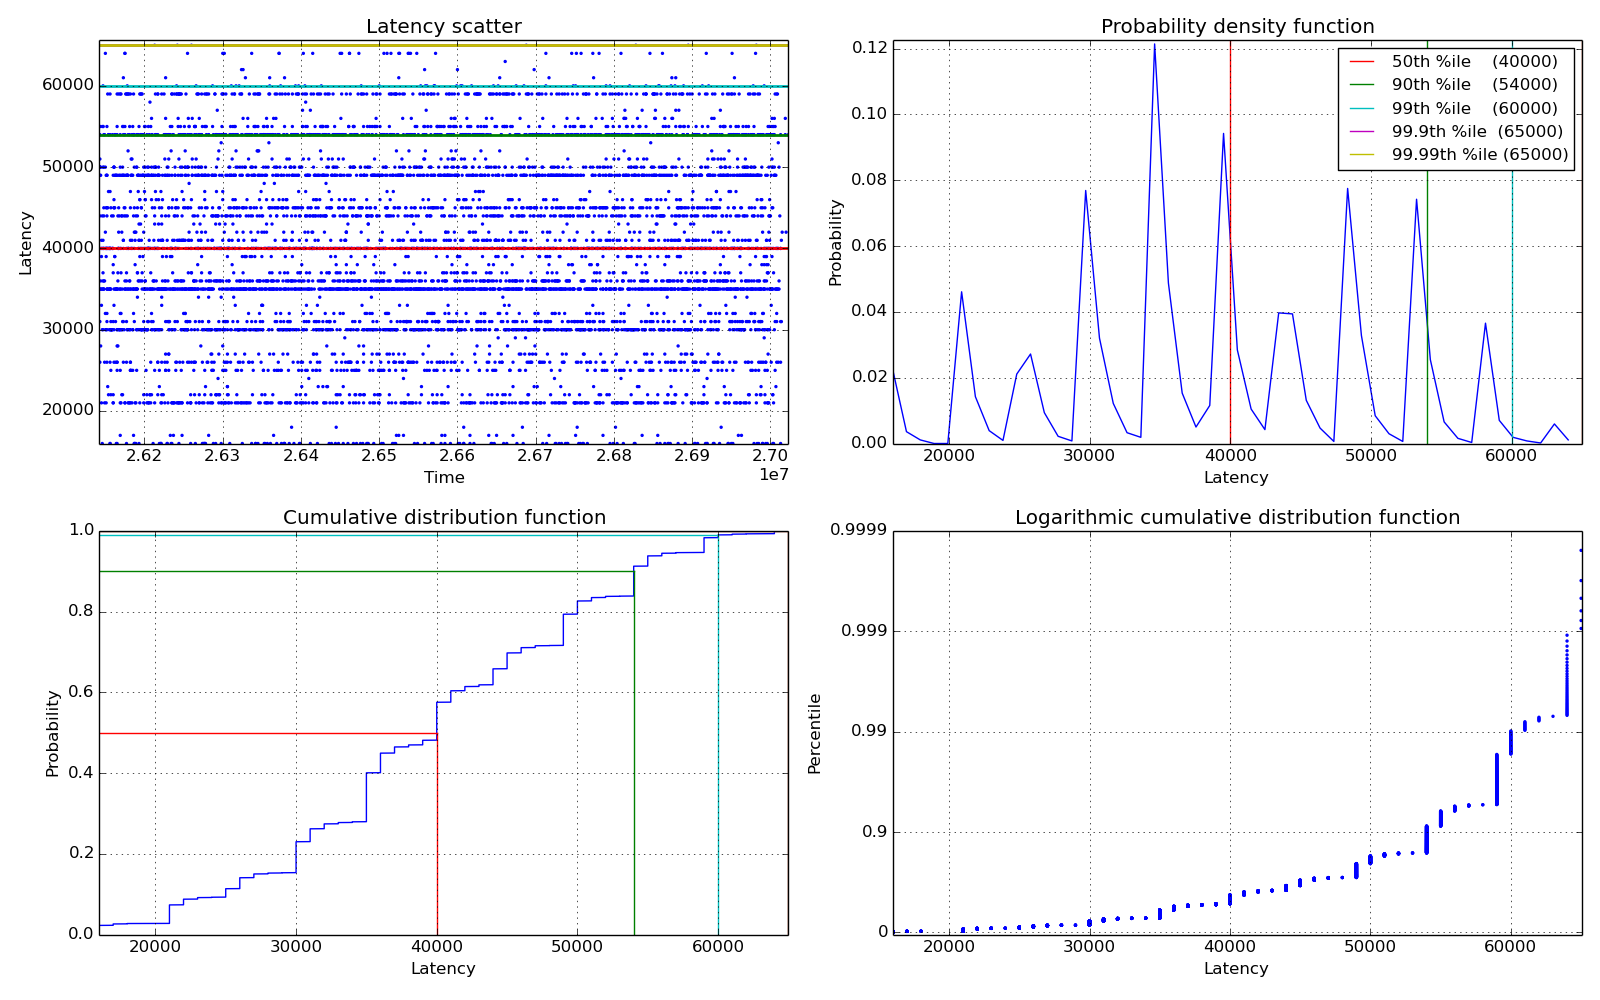 Latency scatter
60000
50000
40000
30000
20000
Latency
2.62 2.63 2.64 2.65 2.66 2.67 2.68 2.69 2.70
1e7
Time
Probability density function
0.12
0.10
0.08
0.06
0.04
0.02
0.00
Probability
50th %ile (40000)
90th %ile (54000)
99th %ile (60000)
99.9th %ile (65000)
99.99th %ile (65000)
20000 30000 40000 50000 60000
Latency
Cumulative distribution function
1.0
0.8
0.6
0.4
0.2
0.0
Probability
20000 30000 40000 50000 60000
Latency
Logarithmic cumulative distribution function
0.9999
0.999
0.99
0.9
0
Percentile
20000 30000 40000 50000 60000
Latency